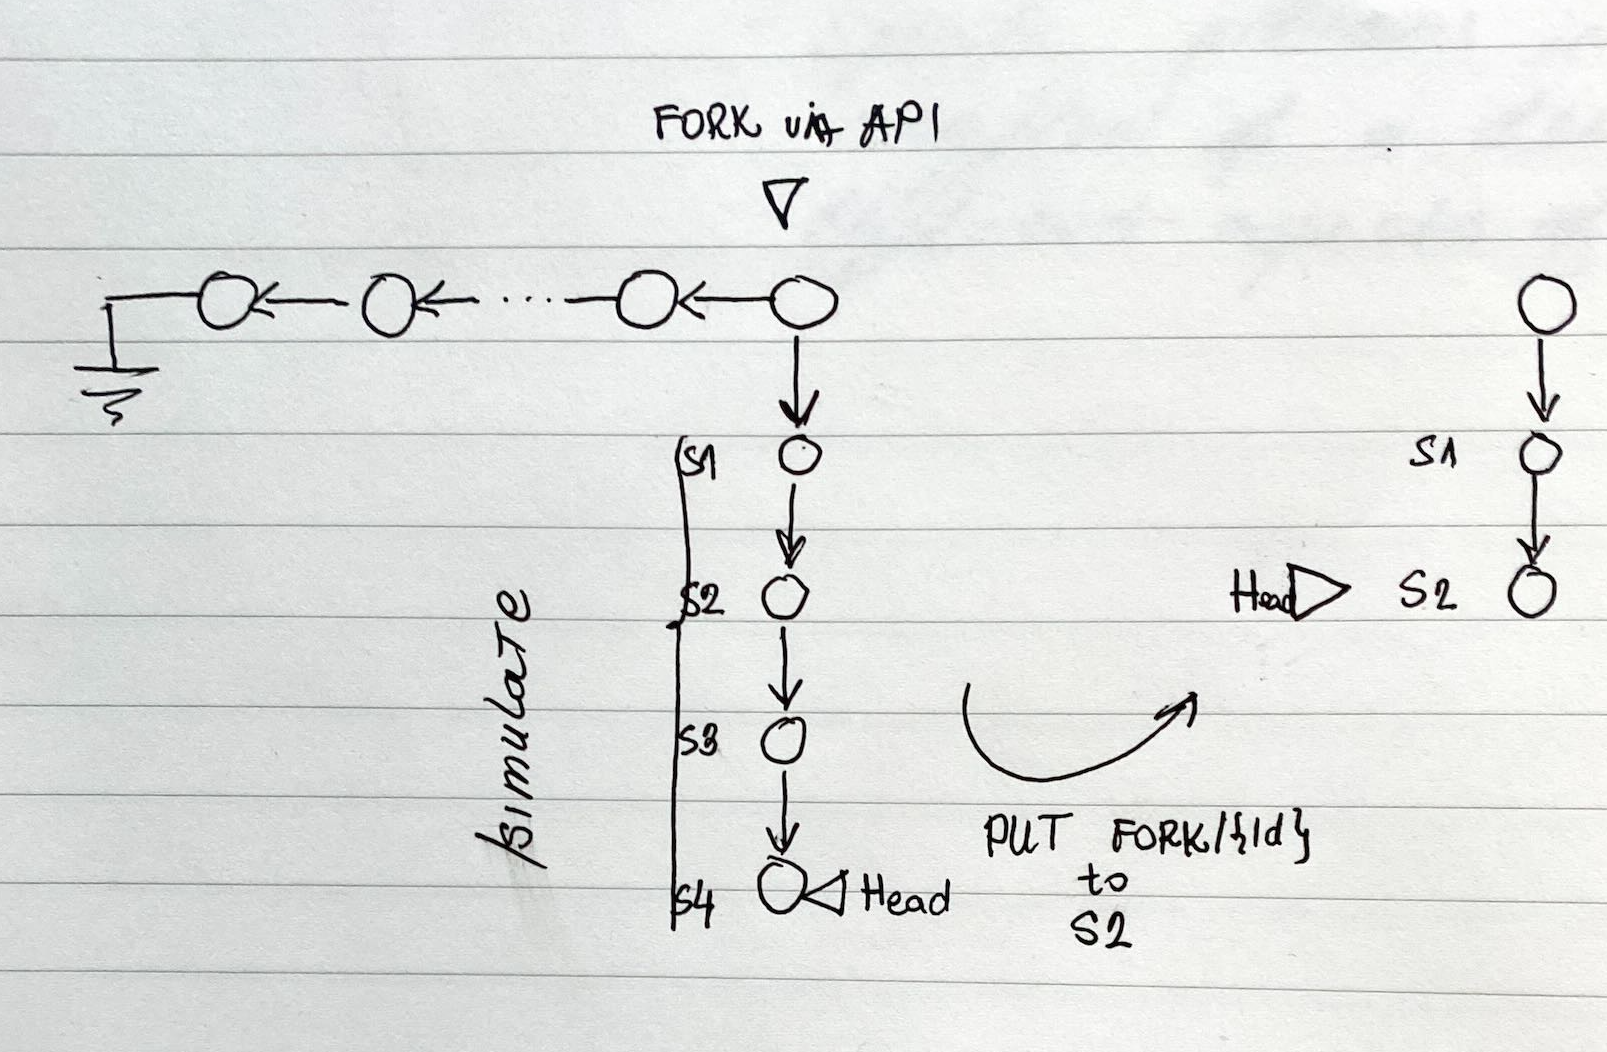 FORK via API
S1
S2
S3
S4
/simulate
Head
PUT FORK/{Id}
to
S2
S1
Head
S2